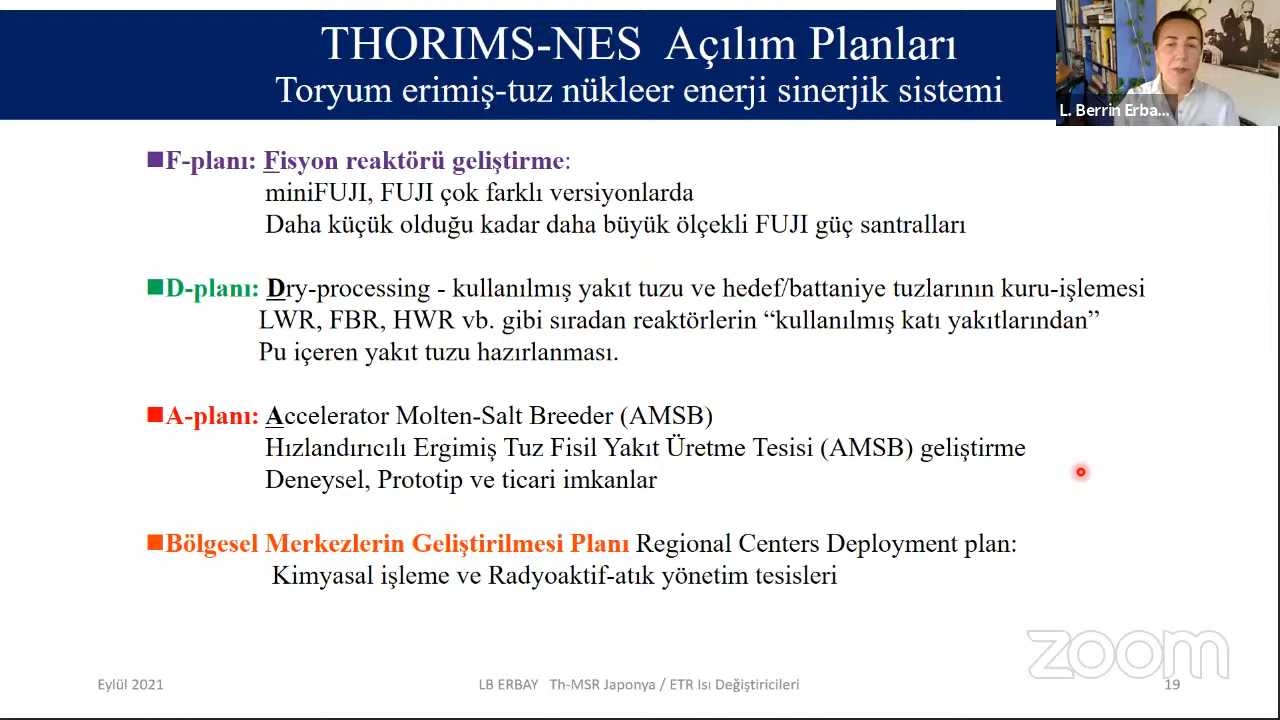 THORIMS-NES Açılım Planları
Toryum erimiş-tuz nükleer enerji sinerjik sistemi
L. Berrin Erba...
■F-planı: Fisyon reaktörü geliştirme:
miniFUJI, FUJI çok farklı versiyonlarda
Daha küçük olduğu kadar daha büyük ölçekli FUJI güç santralları
■D-planı: Dry-processing - kullanılmış yakıt tuzu ve hedef/battaniye tuzlarının kuru-işlemesi
LWR, FBR, HWR vb. gibi sıradan reaktörlerin “kullanılmış katı yakıtlarından”
Pu içeren yakıt tuzu hazırlanması.
■A-planı: Accelerator Molten-Salt Breeder (AMSB)
Hızlandırıcılı Ergimiş Tuz Fisil Yakıt Üretme Tesisi (AMSB) geliştirme
Deneysel, Prototip ve ticari imkanlar
■Bölgesel Merkezlerin Geliştirilmesi Planı Regional Centers Deployment plan:
Kimyasal işleme ve Radyoaktif-atık yönetim tesisleri
zoom
Eylül 2021 LB ERBAY Th-MSR Japonya / ETR Isı Değiştiricileri 19